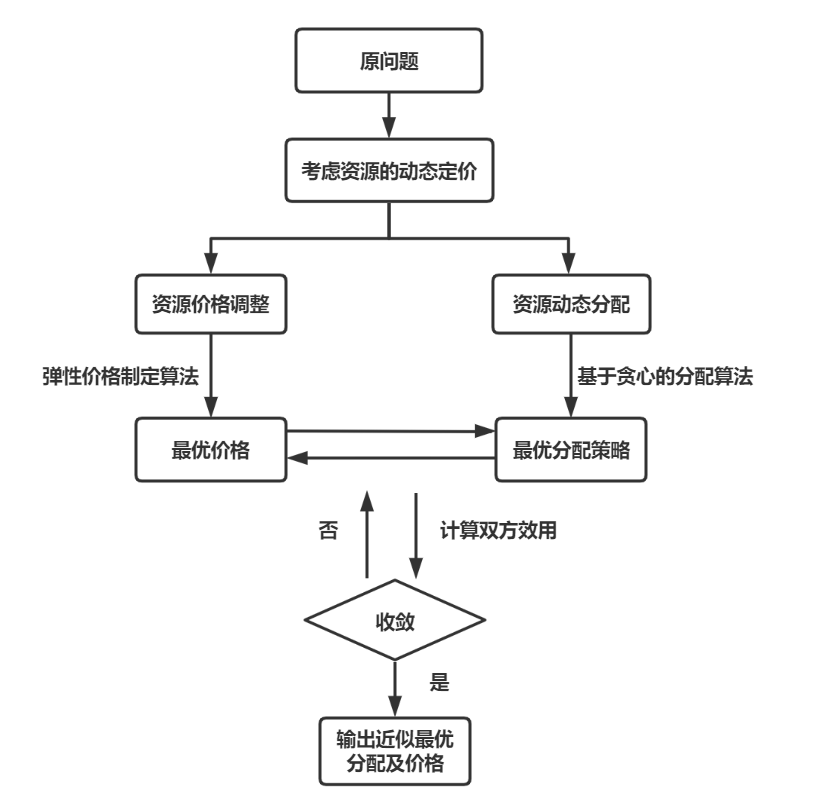 原问题
考虑资源的动态定价
资源价格调整
资源动态分配
弹性价格制定算法
基于贪心的分配算法
最优价格
最优分配策略
否
计算双方效用
收敛
是
输出近似最优
分配及价格